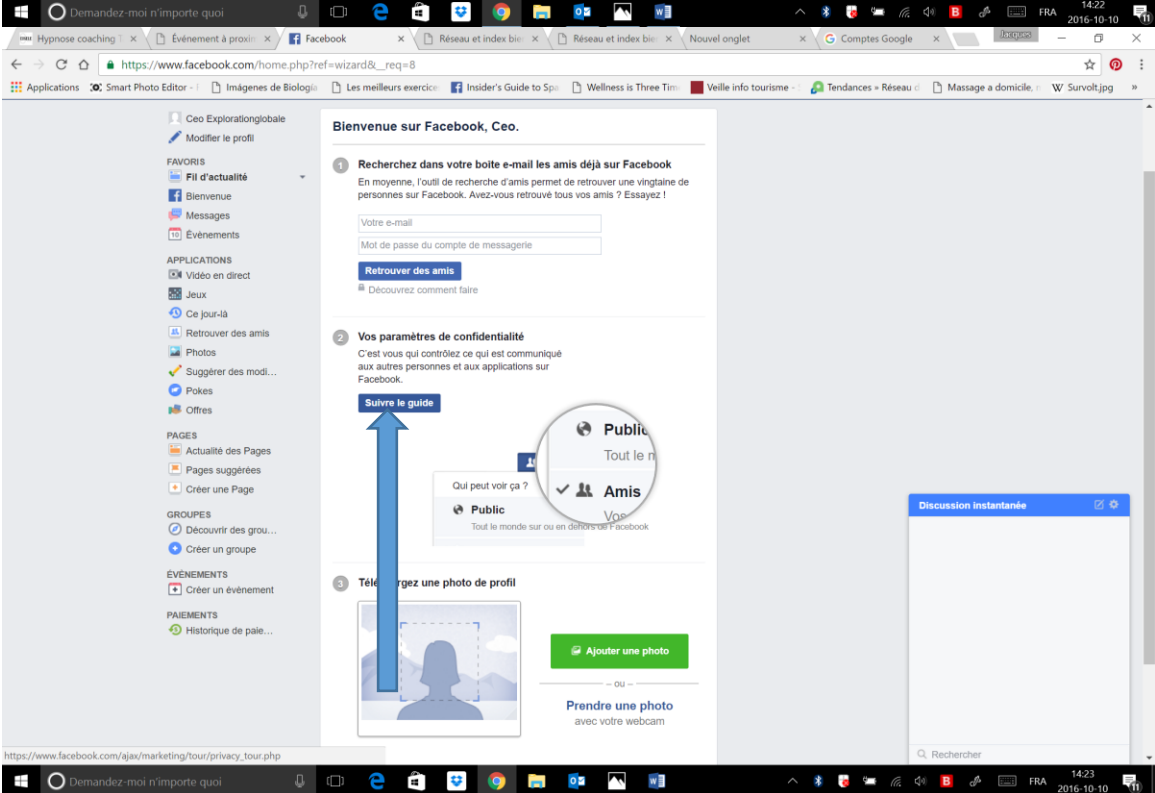 Demandez-moi n'importe quoi
FRA
14:22
2016-10-10
Hypnose coaching
Événement à proxim
Facebook
Réseau et index bie
Réseau et index bie
Nouvel onglet
Comptes Google
Jacques
https://www.facebook.com/home.php?ref=wizard&__req=8
Applications
Smart Photo Editor -
Imágenes de Biología
Les meilleurs exercice
Insider's Guide to Spa
Wellness is Three Tim
Veille info tourisme -
Tendances » Réseau d
Massage a domicile,
Survolt.jpg
»
Ceo Explorationglobale
Modifier le profil
FAVORIS
Fil d'actualité
Bienvenue
Messages
10 Évènements
APPLICATIONS
Vidéo en direct
Jeux
Ce jour-là
Retrouver des amis
Photos
Suggérer des modi...
Pokes
Offres
PAGES
Actualité des Pages
Pages suggérées
Créer une Page
GROUPES
Découvrir des grou...
Créer un groupe
ÉVÈNEMENTS
Créer un évènement
PAIEMENTS
Historique de paie...
Bienvenue sur Facebook, Ceo.
1 Recherchez dans votre boite e-mail les amis déjà sur Facebook
En moyenne, l'outil de recherche d'amis permet de retrouver une vingtaine de
personnes sur Facebook. Avez-vous retrouvé tous vos amis ? Essayez !
Votre e-mail
Mot de passe du compte de messagerie
Retrouver des amis
Découvrez comment faire
2 Vos paramètres de confidentialité
C'est vous qui contrôlez ce qui est communiqué
aux autres personnes et aux applications sur
Facebook.
Suivre le guide
Public
Tout le m
Amis
Vos
Qui peut voir ça ?
Public
Tout le monde sur ou en dehors de Facebook
3 Télé rgez une photo de profil
Ajouter une photo
– ou –
Prendre une photo
avec votre webcam
Discussion instantanée
Rechercher
https://www.facebook.com/ajax/marketing/tour/privacy_tour.php
Demandez-moi n'importe quoi
FRA
14:23
2016-10-10